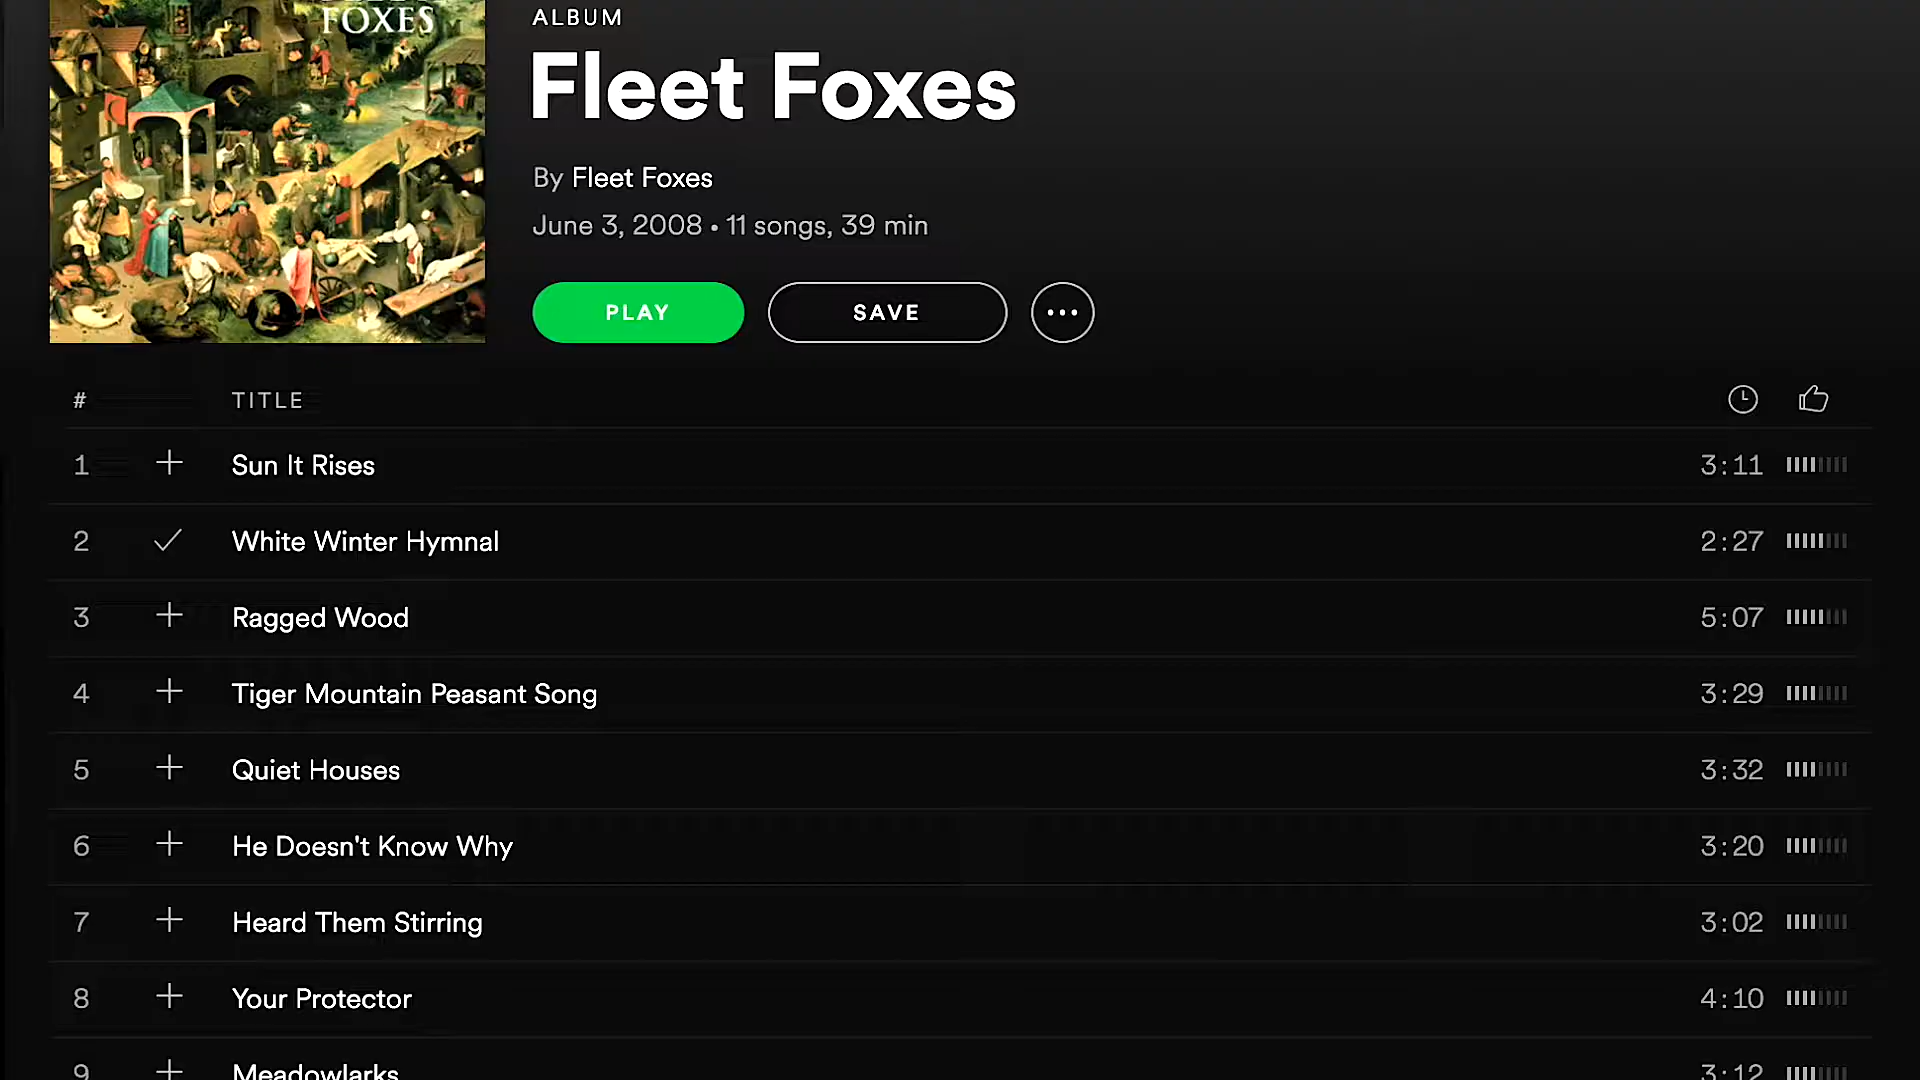 FOXES
ALBUM
Fleet Foxes
By Fleet Foxes
June 3, 2008 • 11 songs, 39 min
PLAY SAVE
# TITLE
1 Sun It Rises 3:11
2 White Winter Hymnal 2:27
3 Ragged Wood 5:07
4 Tiger Mountain Peasant Song 3:29
5 Quiet Houses 3:32
6 He Doesn't Know Why 3:20
7 Heard Them Stirring 3:02
8 Your Protector 4:10
9 Meadowlarks 3:12